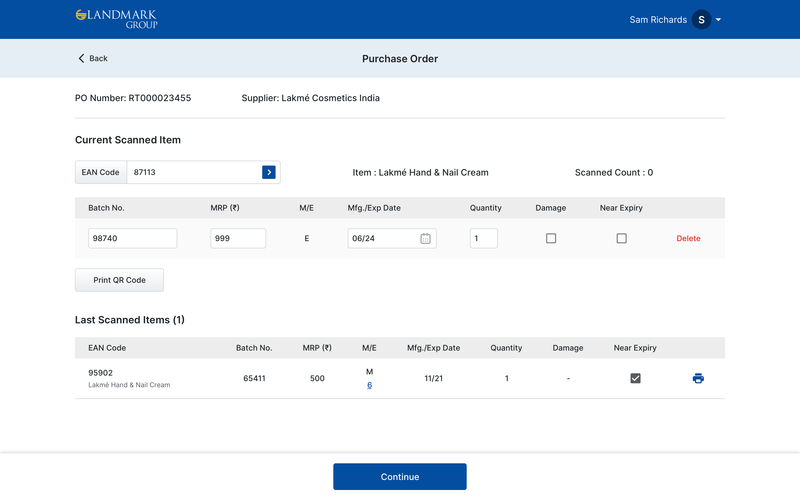 LANDMARK
GROUP
Sam Richards S
Back
Purchase Order
PO Number: RT000023455 Supplier: Lakmé Cosmetics India
Current Scanned Item
EAN Code 87113 Item : Lakmé Hand & Nail Cream Scanned Count : 0
Batch No. MRP (₹) M/E Mfg./Exp Date Quantity Damage Near Expiry
98740 999 E 06/24 1 Delete
Print QR Code
Last Scanned Items (1)
EAN Code Batch No. MRP (₹) M/E Mfg./Exp Date Quantity Damage Near Expiry
95902 65411 500 M 11/21 1 -
Lakmé Hand & Nail Cream 6
Continue